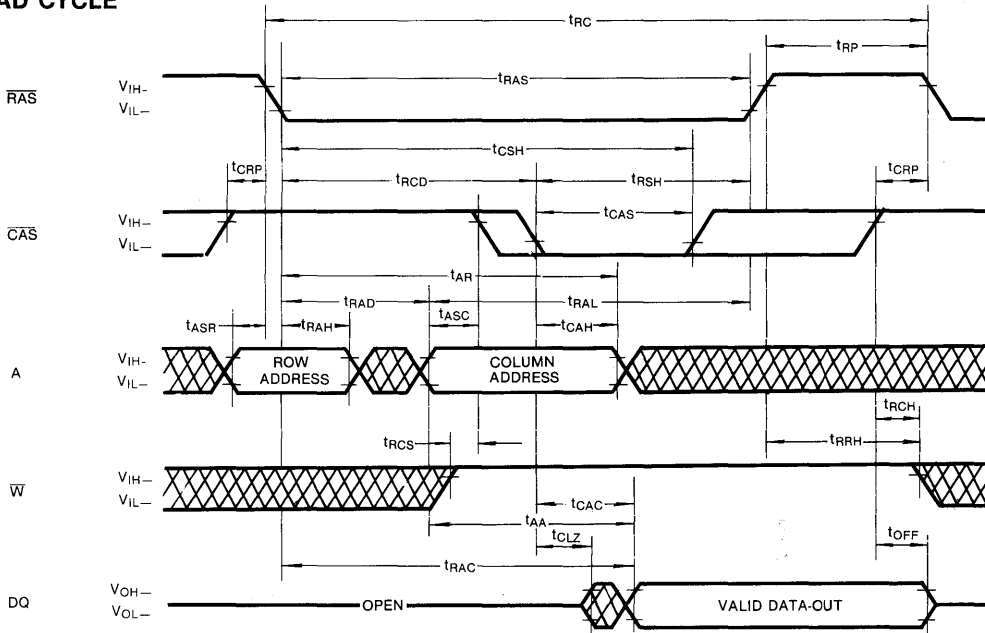 AD CYCLE
tRC
tRP
tRAS
RAS
VIH-
VIL-
tCSH
tCRP
tRCD
tRSH
tCRP
tCAS
CAS
VIH-
VIL-
tAR
tRAD
tRAL
tASR
tRAH
tASC
tCAH
A
VIH-
VIL-
ROW
ADDRESS
COLUMN
ADDRESS
tRCH
tRCS
tRRH
W
VIH-
VIL-
tCAC
tAA
tCLZ
tOFF
tRAC
DQ
VOH-
VOL-
OPEN
VALID DATA-OUT